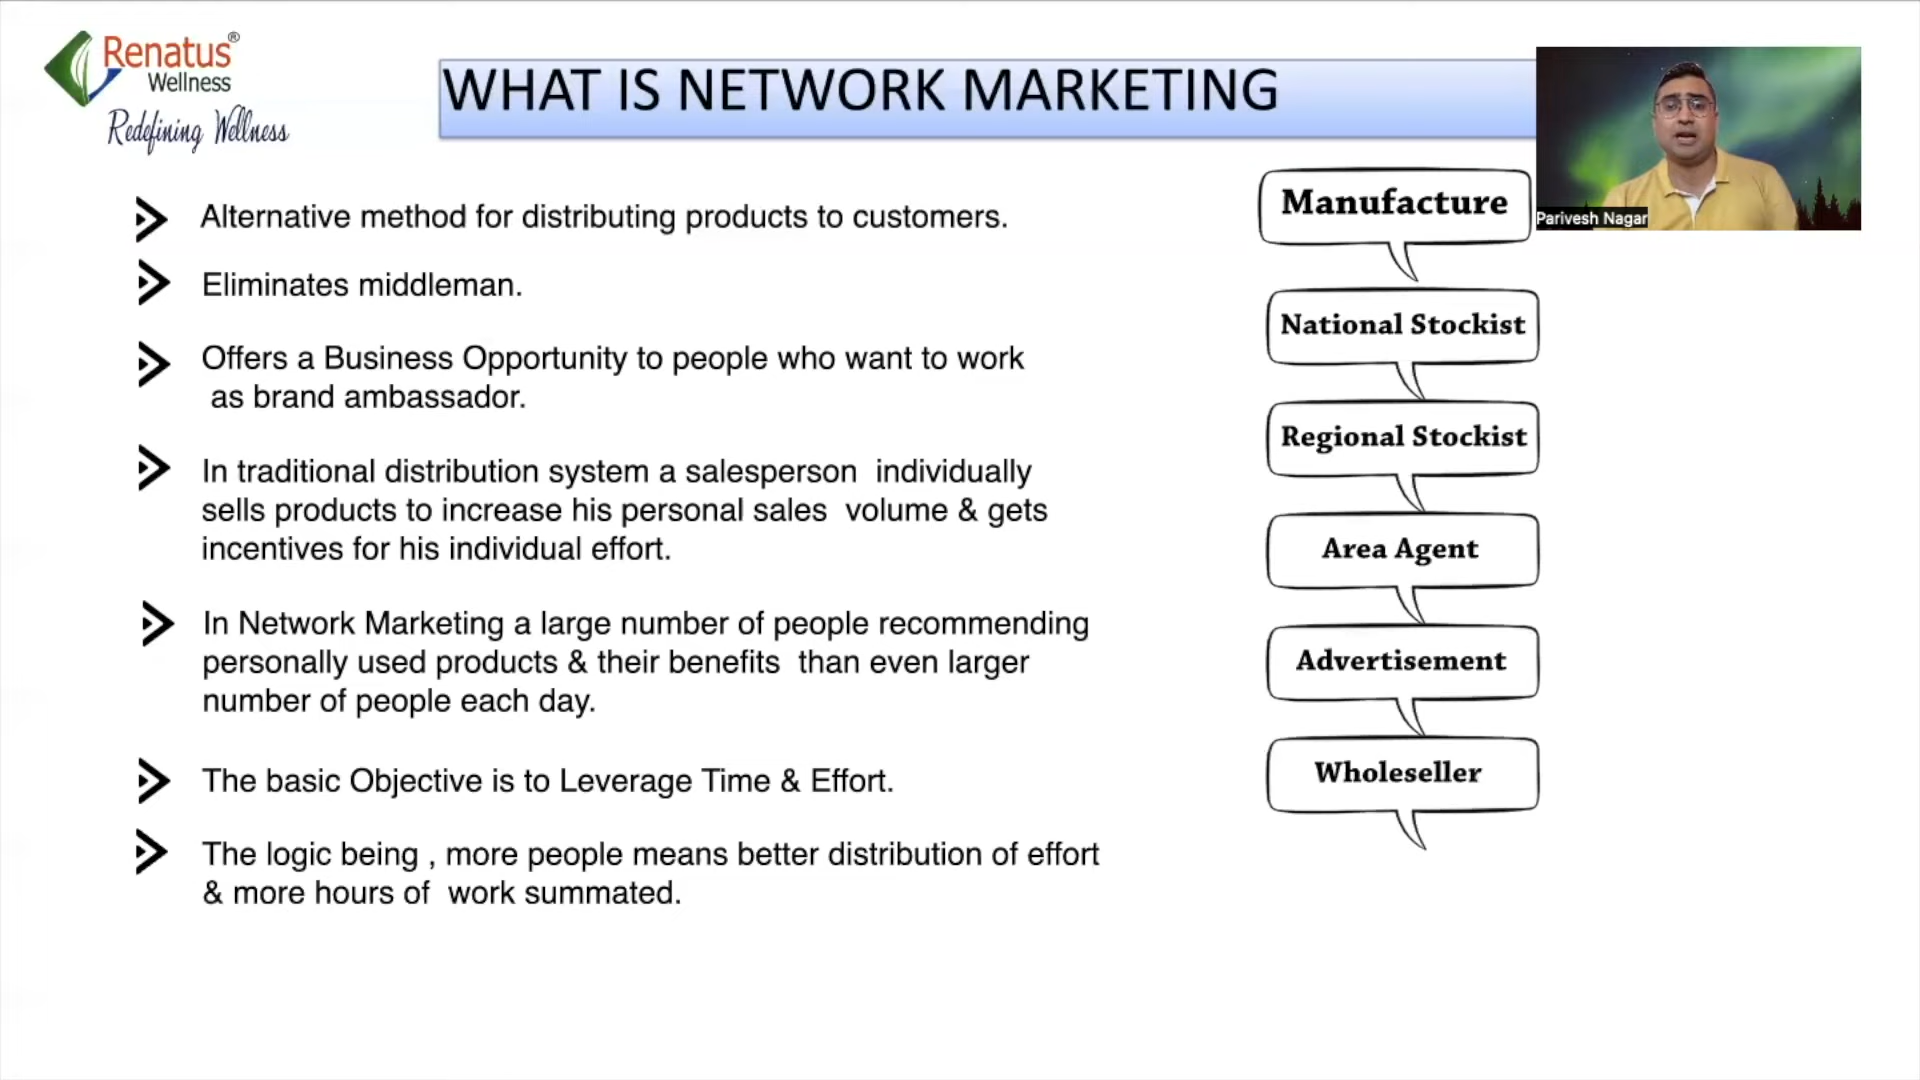 Renatus®
Wellness
Redefining Wellness
WHAT IS NETWORK MARKETING
Parivesh Nagar
Alternative method for distributing products to customers.
Eliminates middleman.
Offers a Business Opportunity to people who want to work
as brand ambassador.
In traditional distribution system a salesperson individually
sells products to increase his personal sales volume & gets
incentives for his individual effort.
In Network Marketing a large number of people recommending
personally used products & their benefits than even larger
number of people each day.
The basic Objective is to Leverage Time & Effort.
The logic being , more people means better distribution of effort
& more hours of work summated.
Manufacture
National Stockist
Regional Stockist
Area Agent
Advertisement
Wholeseller